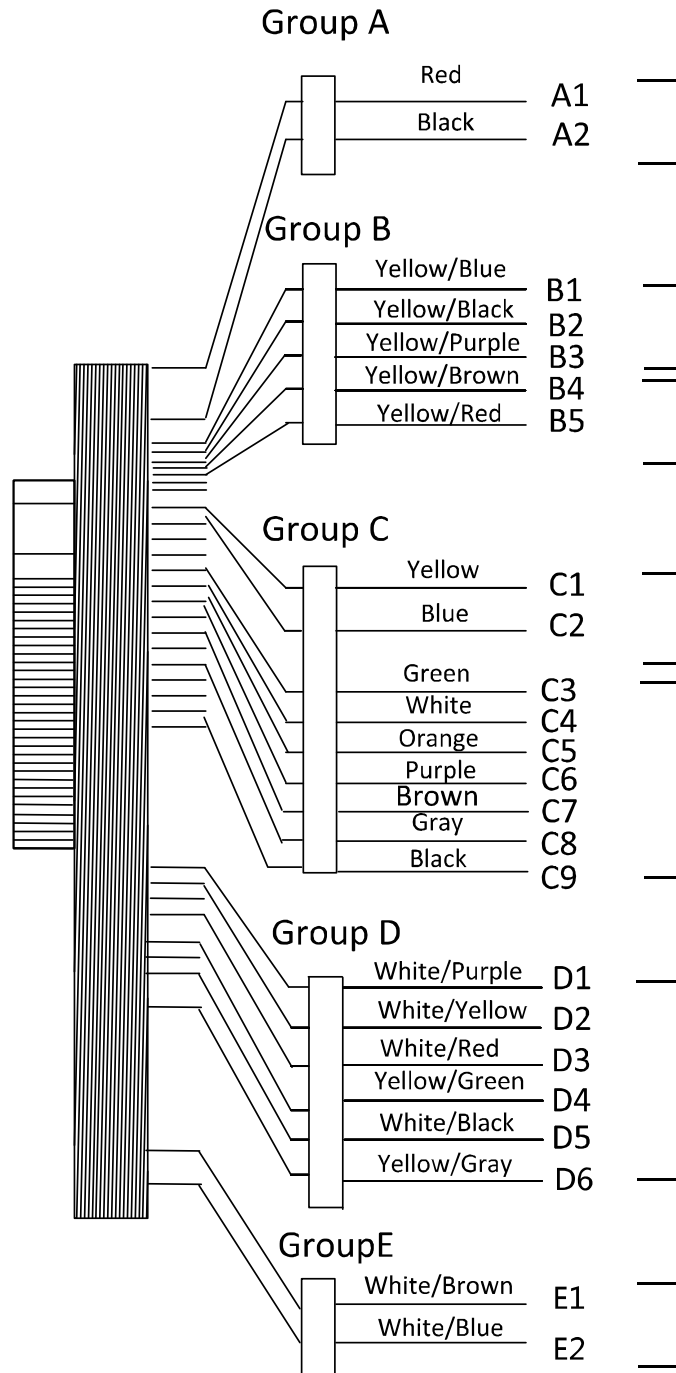 Group A
Red
A1
Black
A2
Group B
Yellow/Blue
B1
Yellow/Black
B2
Yellow/Purple
B3
Yellow/Brown
B4
Yellow/Red
B5
Group C
Yellow
C1
Blue
C2
Green
C3
White
C4
Orange
C5
Purple
C6
Brown
C7
Gray
C8
Black
C9
Group D
White/Purple
D1
White/Yellow
D2
White/Red
D3
Yellow/Green
D4
White/Black
D5
Yellow/Gray
D6
GroupE
White/Brown
E1
White/Blue
E2